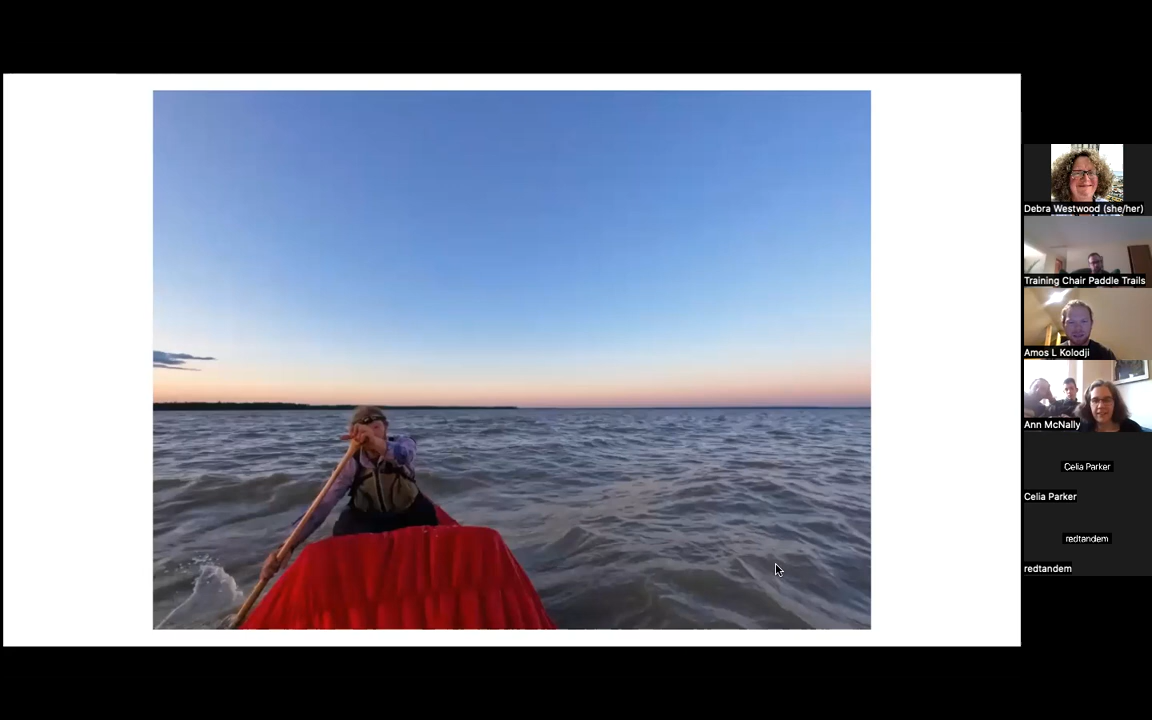 Debra Westwood (she/her)
Training Chair Paddle Trails
Amos L Kolodji
Ann McNally
Celia Parker
Celia Parker
redtandem
redtandem